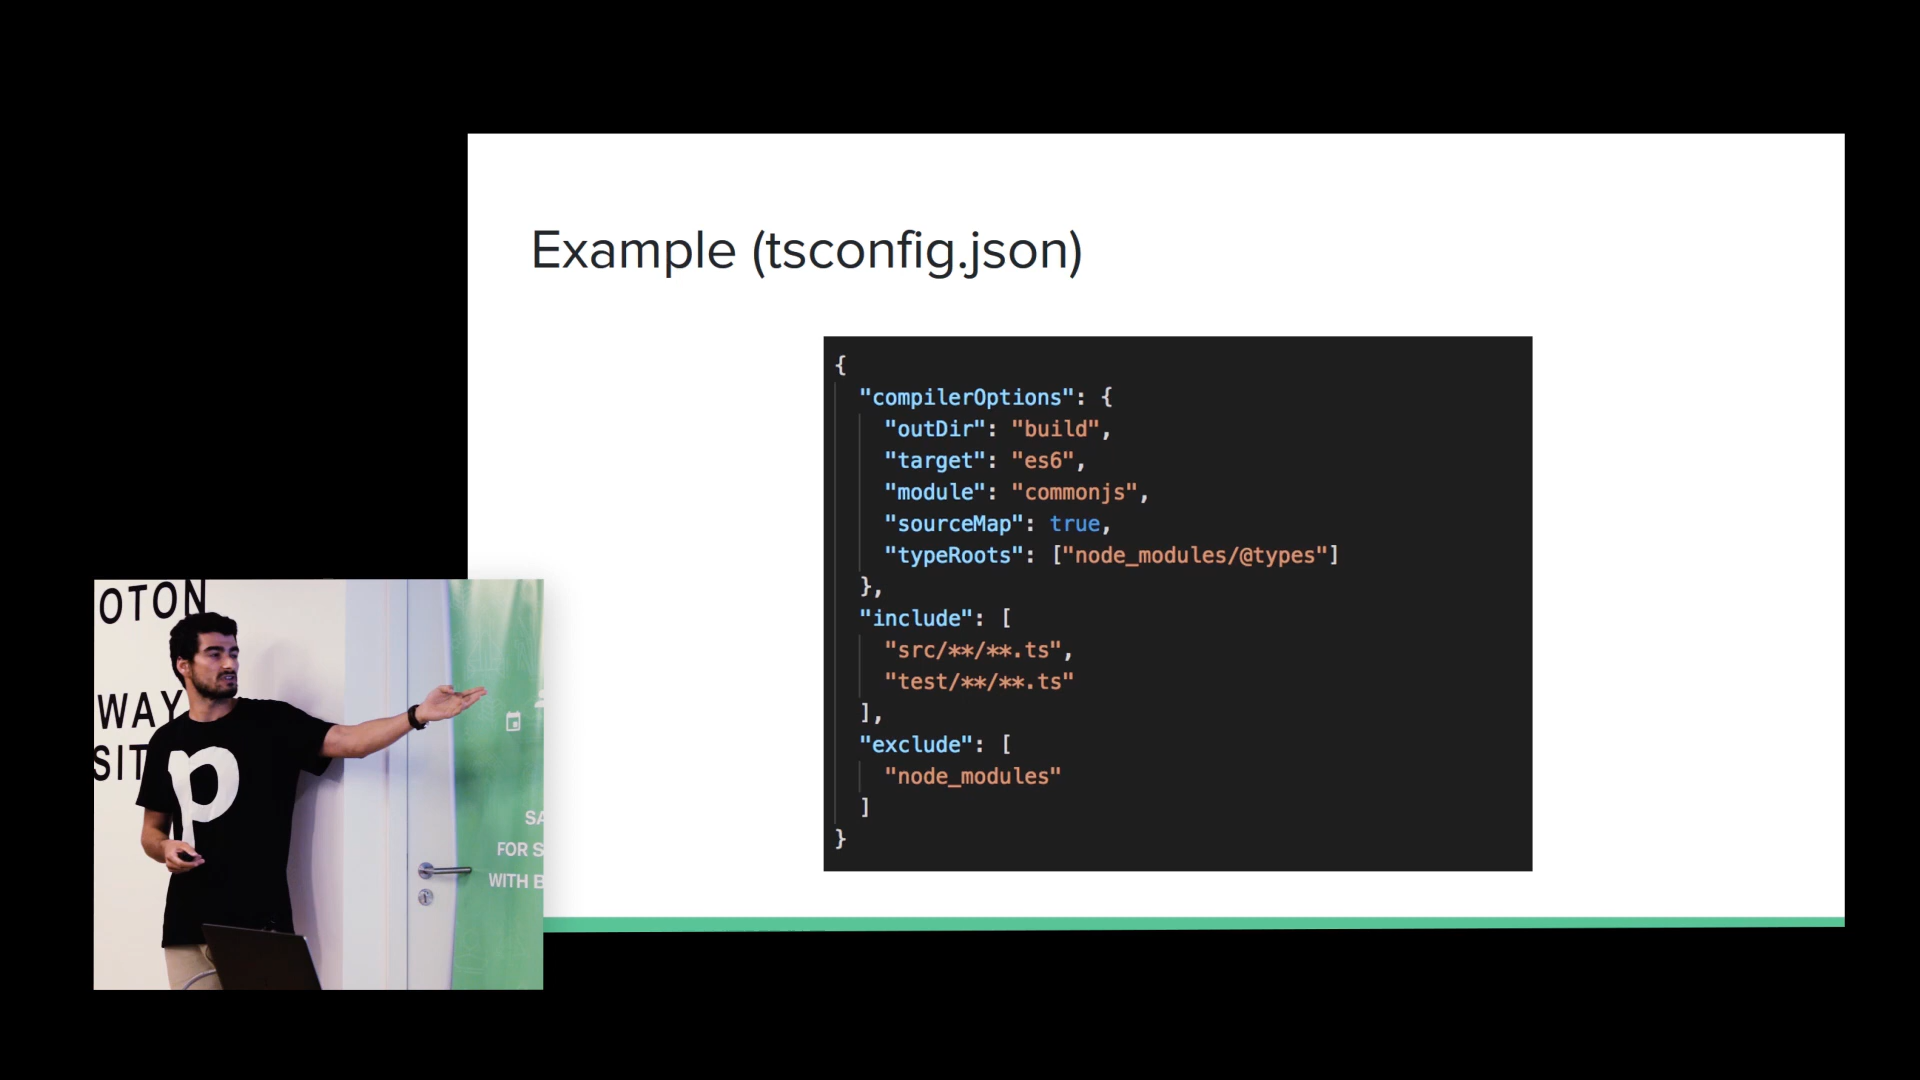 Example (tsconfig.json)
{
"compilerOptions": {
"outDir": "build",
"target": "es6",
"module": "commonjs",
"sourceMap": true,
"typeRoots": ["node_modules/@types"]
},
"include": [
"src/**/**.ts",
"test/**/**.ts"
],
"exclude": [
"node_modules"
]
}
OTON
WAY
SIT
p
SA
FOR S
WITH B